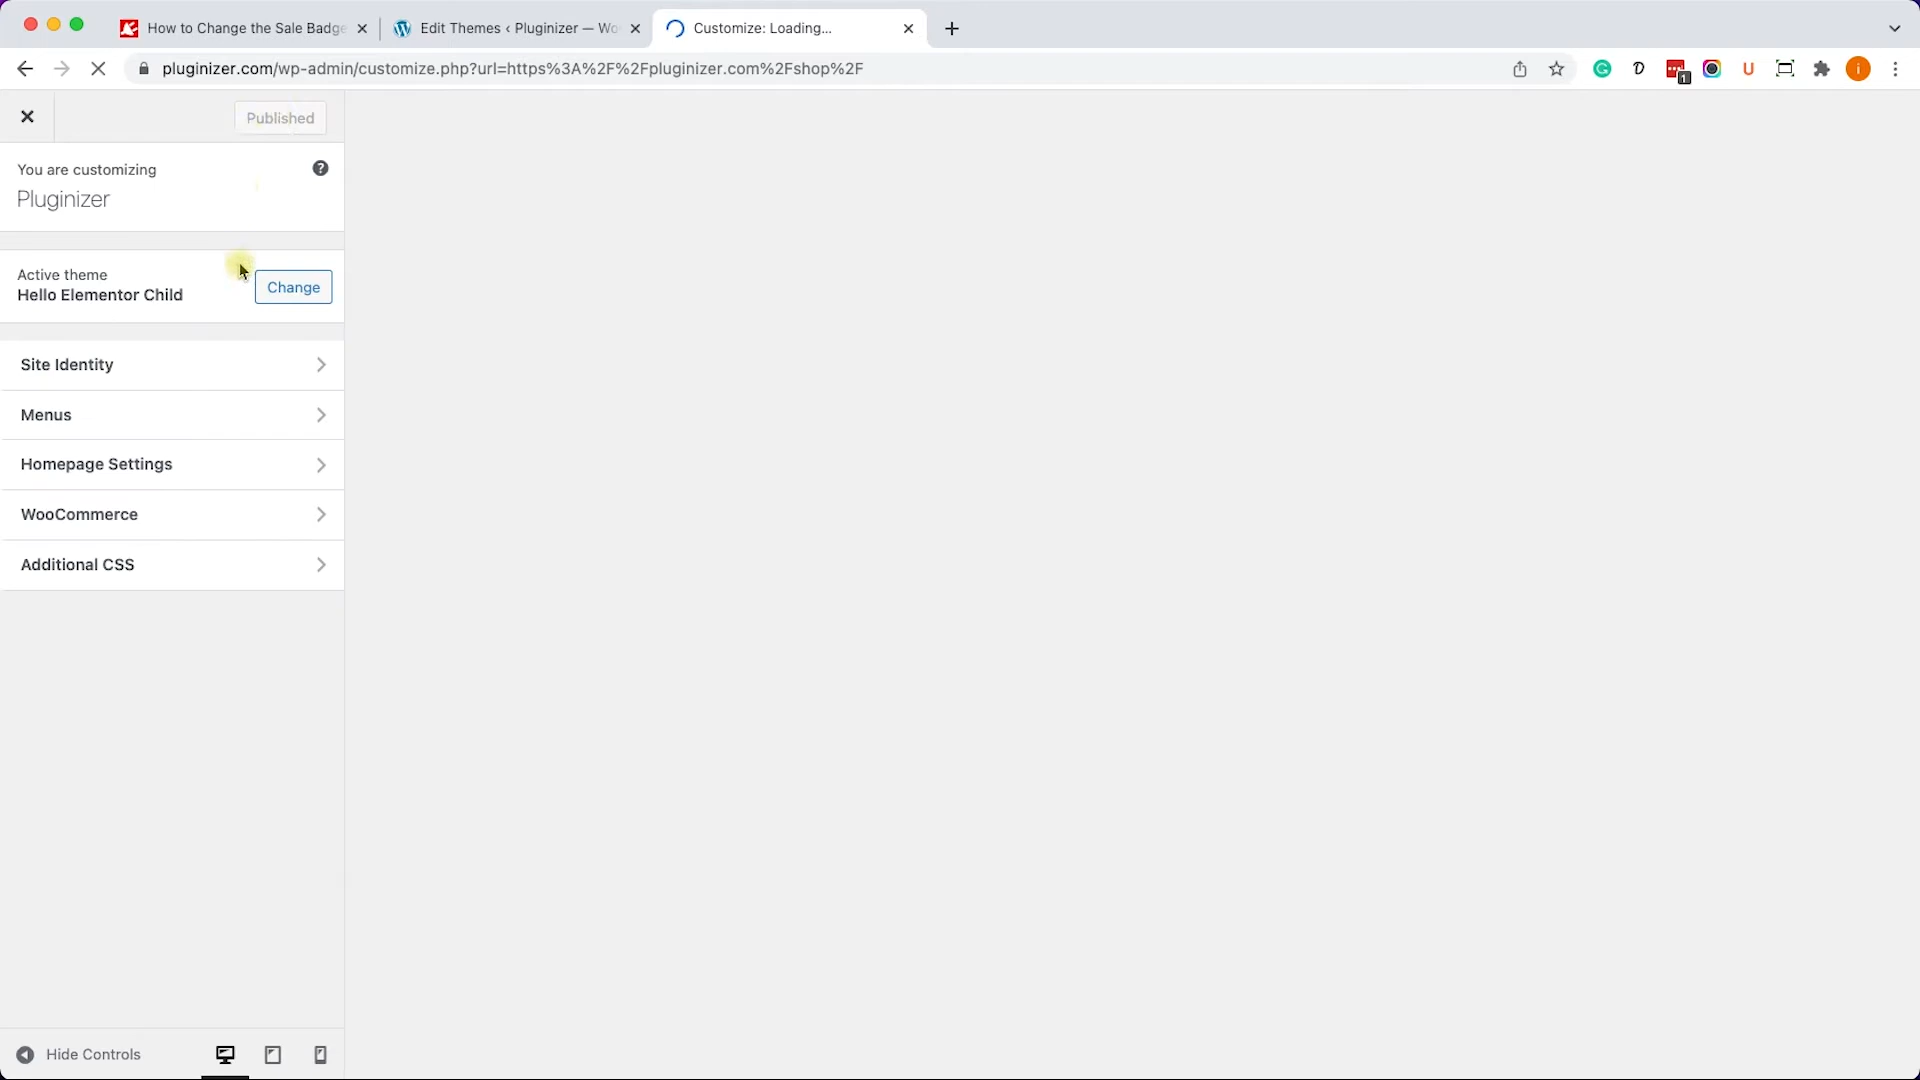 How to Change the Sale Badge
Edit Themes ‹ Pluginizer — Wo
Customize: Loading...
pluginizer.com/wp-admin/customize.php?url=https%3A%2F%2Fpluginizer.com%2Fshop%2F
1
U
i
Published
You are customizing
Pluginizer
Active theme
Hello Elementor Child
Change
Site Identity
Menus
Homepage Settings
WooCommerce
Additional CSS
Hide Controls